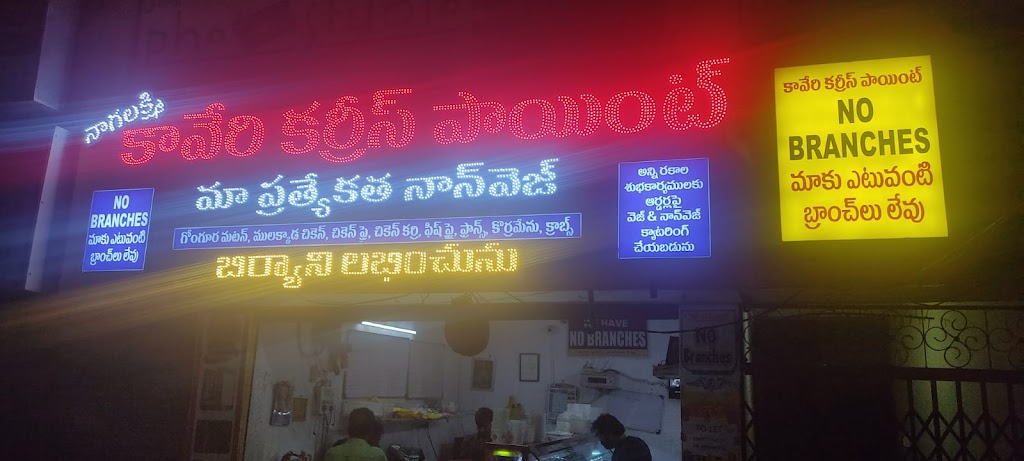 నాగలక్ష్మి
కావేరి కర్రీస్ పాయింట్
మా ప్రత్యేకత నాన్‌వెజ్
గోంగూర మటన్, ములక్కాడ చికెన్, చికెన్ ఫ్రై, చికెన్ కర్రి, ఫిష్ ఫ్రై, ఫ్రాన్స్, కొర్రమేను, క్రాబ్స్
బిర్యాని లభించును
NO
BRANCHES
మాకు ఎటువంటి
బ్రాంచ్‌లు లేవు
అన్ని రకాల
శుభకార్యములకు
ఆర్డర్లపై
వెజ్ & నాన్‌వెజ్
క్యాటరింగ్
చేయబడును
కావేరి కర్రీస్ పాయింట్
NO
BRANCHES
మాకు ఎటువంటి
బ్రాంచ్‌లు లేవు
HAVE
NO BRANCHES
NO
BRANCHES